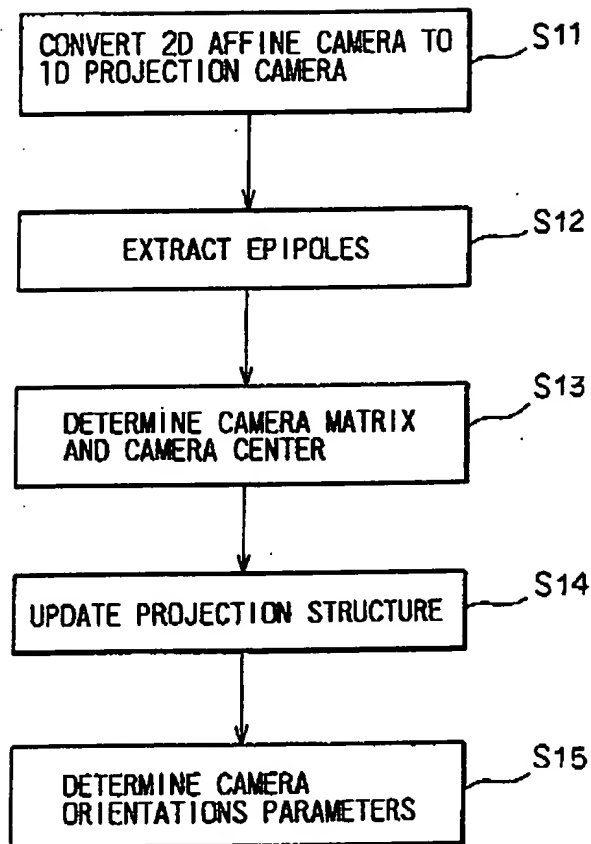 CONVERT 2D AFFINE CAMERA TO
1D PROJECTION CAMERA
S11
EXTRACT EPIPOLES
S12
DETERMINE CAMERA MATRIX
AND CAMERA CENTER
S13
UPDATE PROJECTION STRUCTURE
S14
DETERMINE CAMERA
ORIENTATIONS PARAMETERS
S15